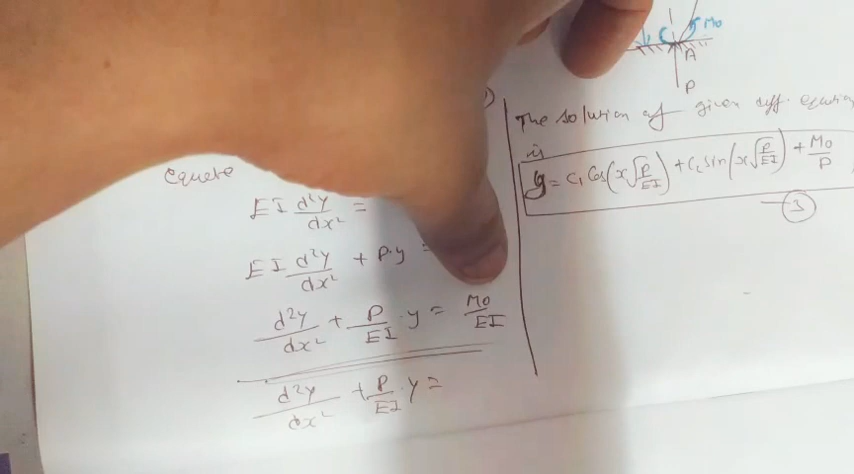 Equate
EI d²y/dx² =
EI d²y/dx² + P.y =
d²y/dx² + P/EI . y = Mo/EI
d²y/dx² + P/EI . y =
Mo
A
P
The solution of given diff. equation
is
y = C₁ Cos(x√P/EI) + C₂ sin(x√P/EI) + Mo/P
3